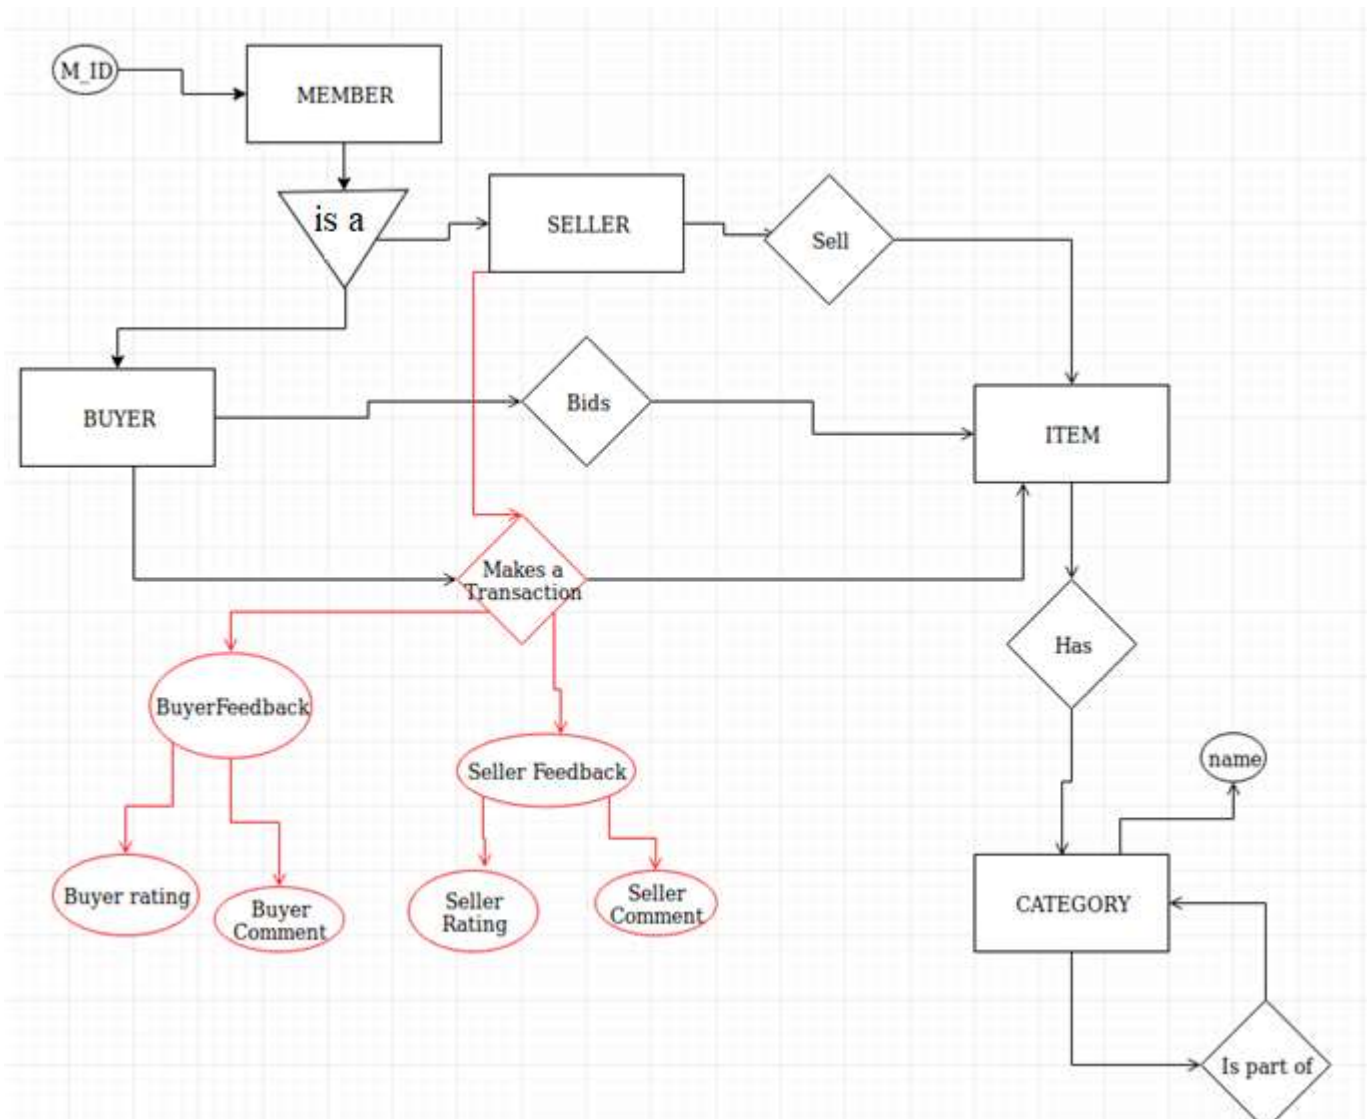 M_ID
MEMBER
is a
SELLER
Sell
BUYER
Bids
ITEM
Makes a
Transaction
Has
BuyerFeedback
Seller Feedback
name
Buyer rating
Buyer
Comment
Seller
Rating
Seller
Comment
CATEGORY
Is part of